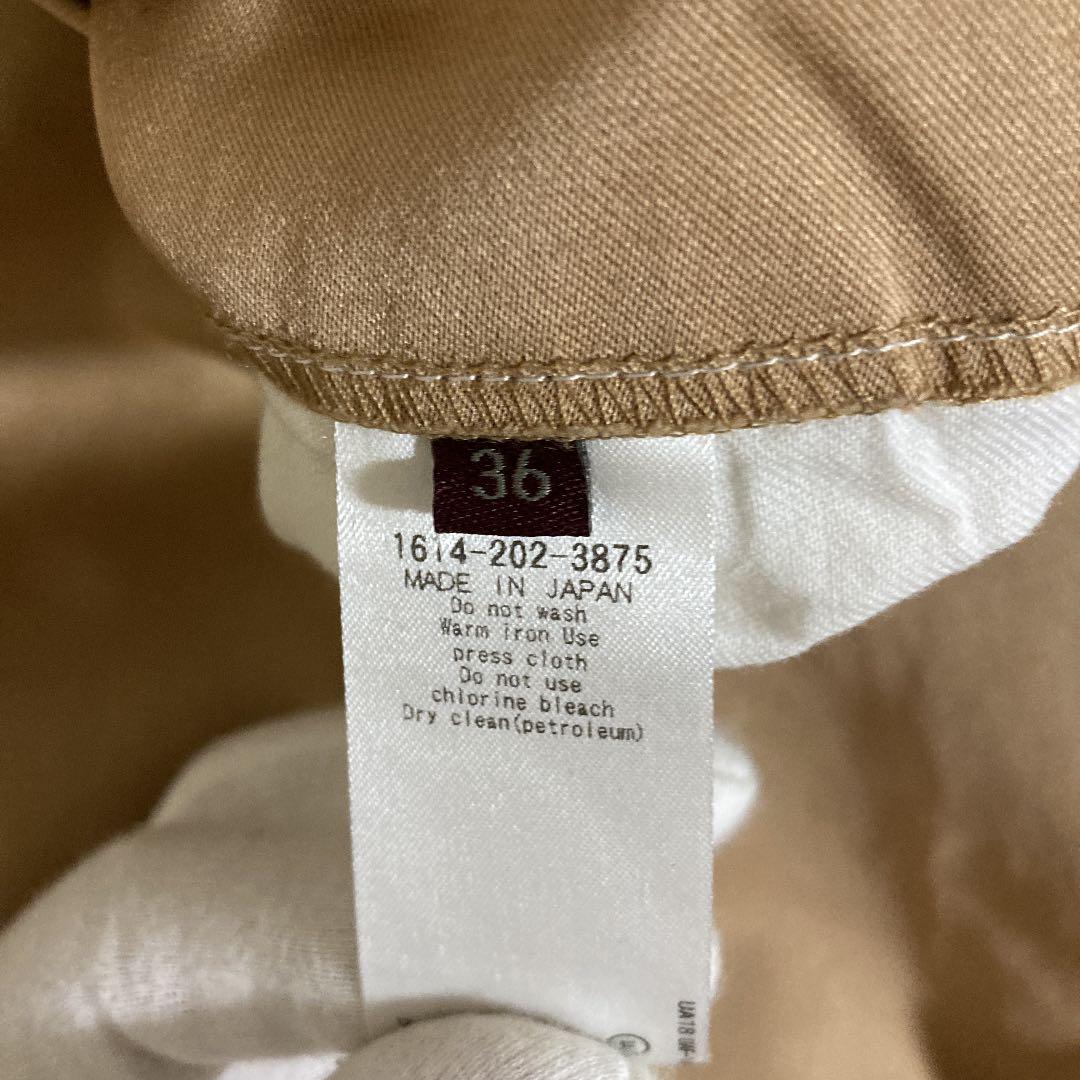 36
1614-202-3875
MADE IN JAPAN
Do not wash
Warm iron Use
press cloth
Do not use
chlorine bleach
Dry clean(petroleum)